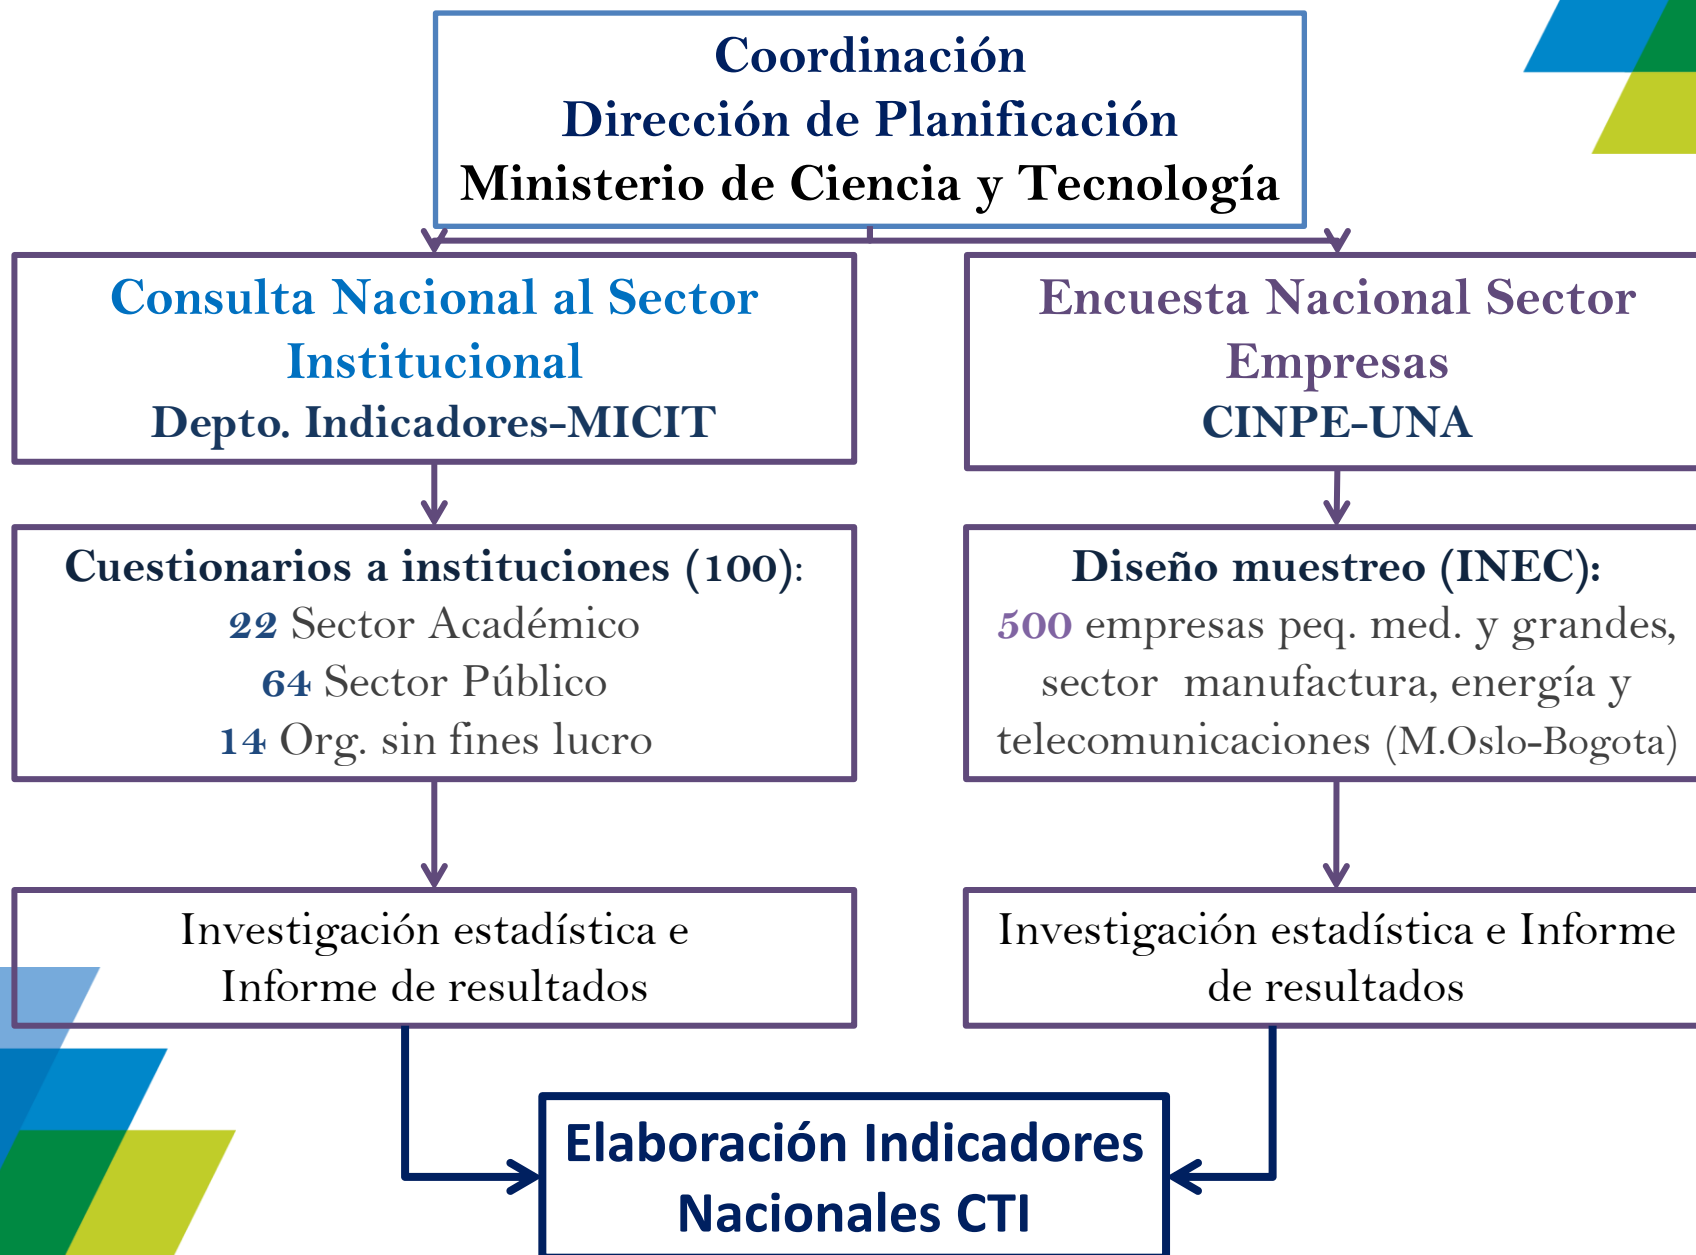 Coordinación
Dirección de Planificación
Ministerio de Ciencia y Tecnología
Consulta Nacional al Sector
Institucional
Depto. Indicadores-MICIT
Encuesta Nacional Sector
Empresas
CINPE-UNA
Cuestionarios a instituciones (100):
22 Sector Académico
64 Sector Público
14 Org. sin fines lucro
Diseño muestreo (INEC):
500 empresas peq. med. y grandes,
sector manufactura, energía y
telecomunicaciones (M.Oslo-Bogota)
Investigación estadística e
Informe de resultados
Investigación estadística e Informe
de resultados
Elaboración Indicadores
Nacionales CTI